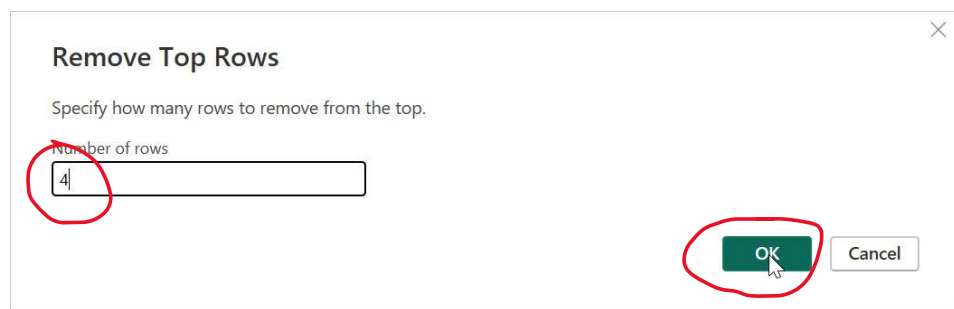 Remove Top Rows
Specify how many rows to remove from the top.
Number of rows
4
OK Cancel